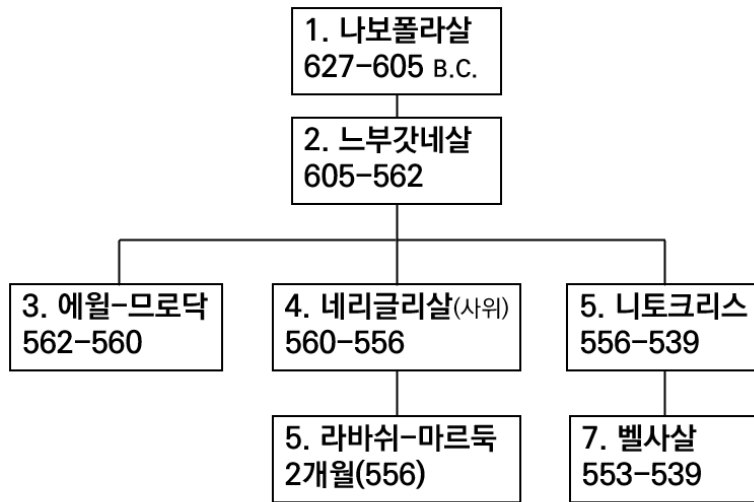 1. 나보폴라살
627-605 B.C.
2. 느부갓네살
605-562
3. 에윌-므로닥
562-560
4. 네리글리살(사위)
560-556
5. 니토크리스
556-539
5. 라바쉬-마르둑
2개월(556)
7. 벨사살
553-539